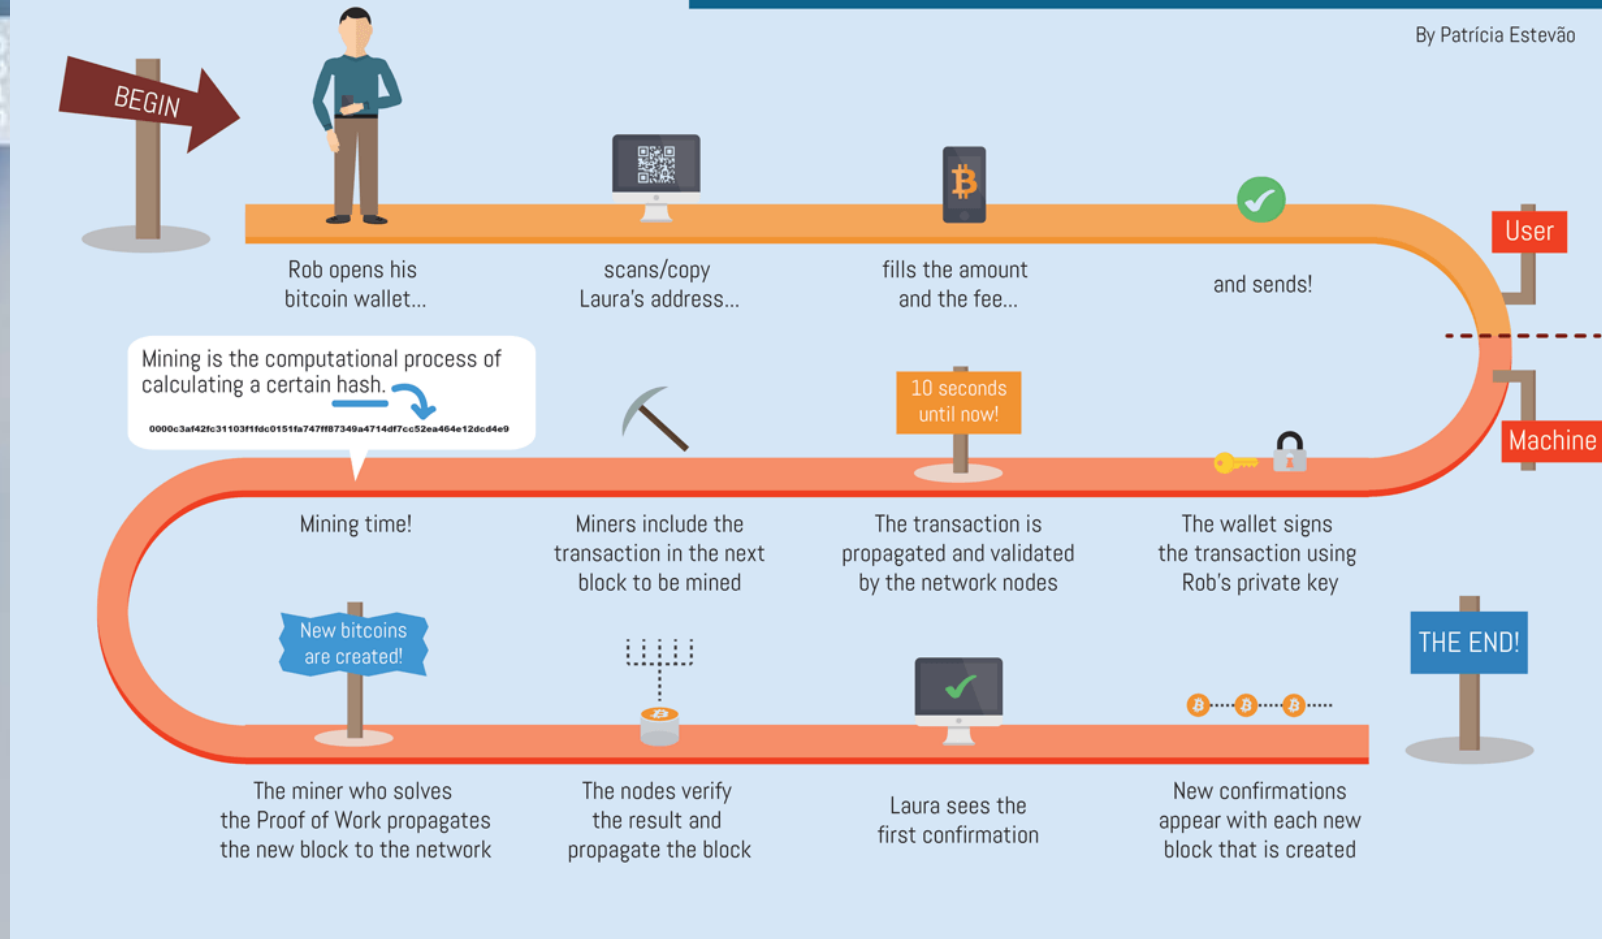 By Patrícia Estevão
BEGIN
Rob opens his
bitcoin wallet...
scans/copy
Laura's address...
fills the amount
and the fee...
and sends!
User
Machine
The wallet signs
the transaction using
Rob's private key
10 seconds
until now!
The transaction is
propagated and validated
by the network nodes
Miners include the
transaction in the next
block to be mined
Mining is the computational process of
calculating a certain hash.
0000c3af42fc31103f1fdc0151fa747ff87349a4714df7cc52ea464e12dcd4e9
Mining time!
New bitcoins
are created!
The miner who solves
the Proof of Work propagates
the new block to the network
The nodes verify
the result and
propagate the block
Laura sees the
first confirmation
New confirmations
appear with each new
block that is created
THE END!